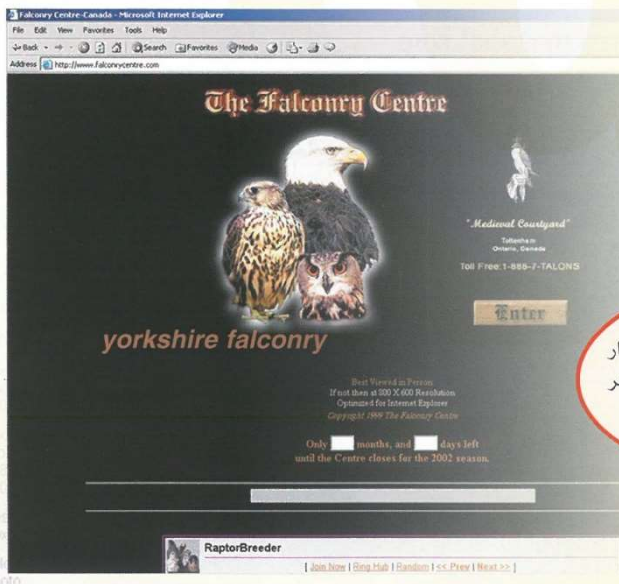 Falconry Centre-Canada - Microsoft Internet Explorer
File Edit View Favorites Tools Help
Back Search Favorites Media
Address http://www.falconrycentre.com
The Falconry Centre
"Medieval Courtyard"
Tottenham
Ontario, Canada
Toll Free:1-888-7-TALONS
Enter
yorkshire falconry
Best Viewed in Person
If not then at 800 X 600 Resolution
Optimized for Internet Explorer
Copyright 1999 The Falconry Centre
Only months, and days left
until the Centre closes for the 2002 season.
RaptorBreeder
[ Join Now | Ring Hub | Random | << Prev | Next >> ]